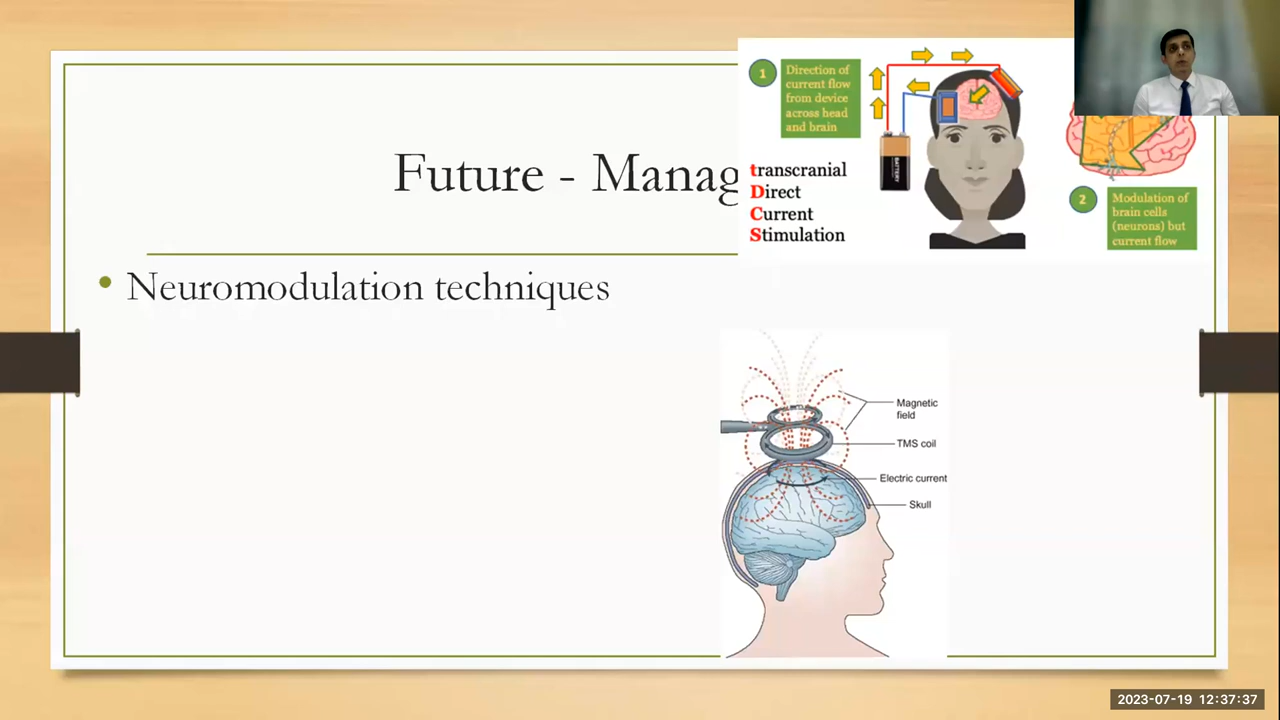 Future - Manag
• Neuromodulation techniques
1
Direction of
current flow
from device
across head
and brain
transcranial
Direct
Current
Stimulation
BATTERY
2
Modulation of
brain cells
(neurons) but
current flow
Magnetic
field
TMS coil
Electric current
Skull
2023-07-19 12:37:37